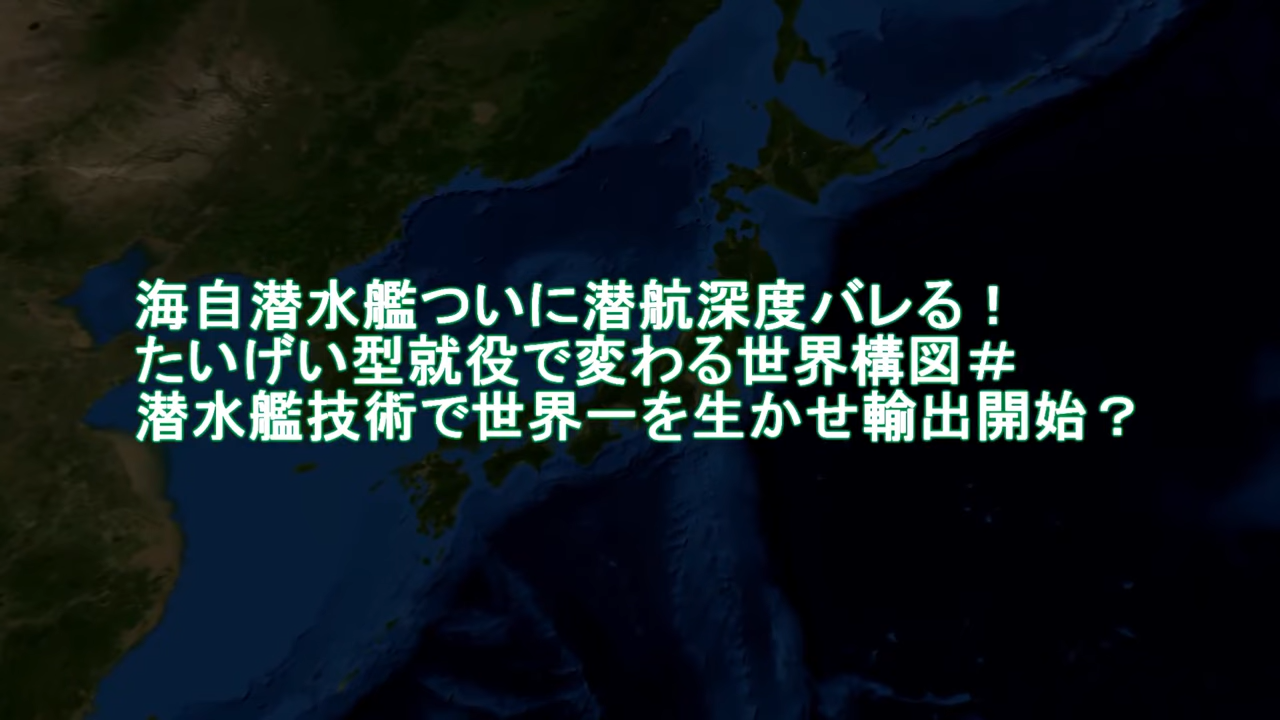 海自潜水艦ついに潜航深度バレる！
たいげい型就役で変わる世界構図＃
潜水艦技術で世界一を生かせ輸出開始？